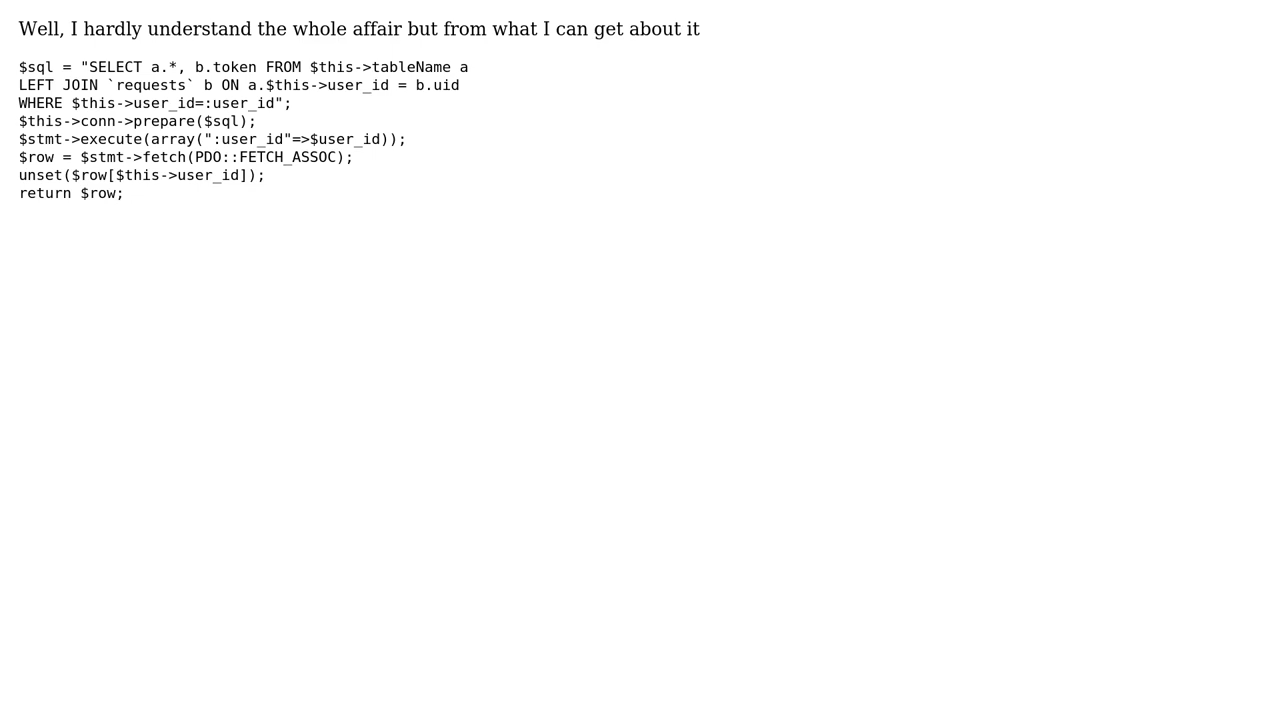 Well, I hardly understand the whole affair but from what I can get about it
$sql = "SELECT a.*, b.token FROM $this->tableName a
LEFT JOIN `requests` b ON a.$this->user_id = b.uid
WHERE $this->user_id=:user_id";
$this->conn->prepare($sql);
$stmt->execute(array(":user_id"=>$user_id));
$row = $stmt->fetch(PDO::FETCH_ASSOC);
unset($row[$this->user_id]);
return $row;